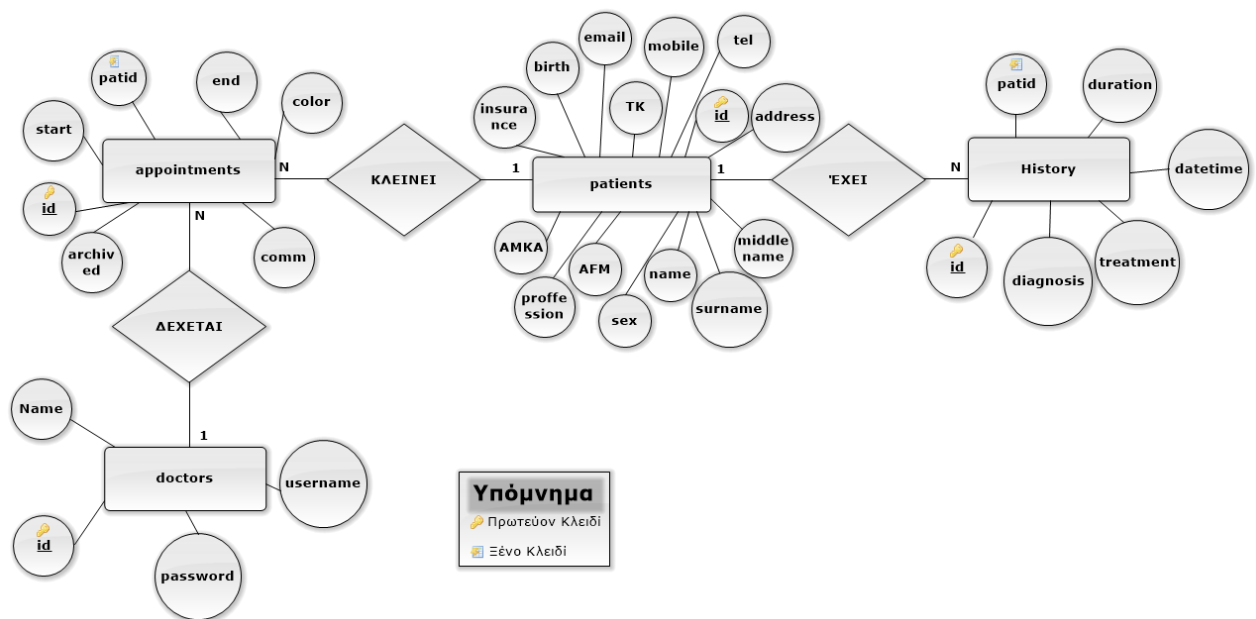 email
mobile
tel
birth
patid
end
color
start
insura
nce
TK
id
address
patid
duration
appointments
N
ΚΛΕΙΝΕΙ
1
patients
1
ΈΧΕΙ
N
History
datetime
id
N
archiv
ed
comm
AMKA
proffe
ssion
AFM
sex
name
surname
middle
name
id
diagnosis
treatment
ΔΕΧΕΤΑΙ
Name
1
doctors
username
id
password
Υπόμνημα
Πρωτεύον Κλειδί
Ξένο Κλειδί